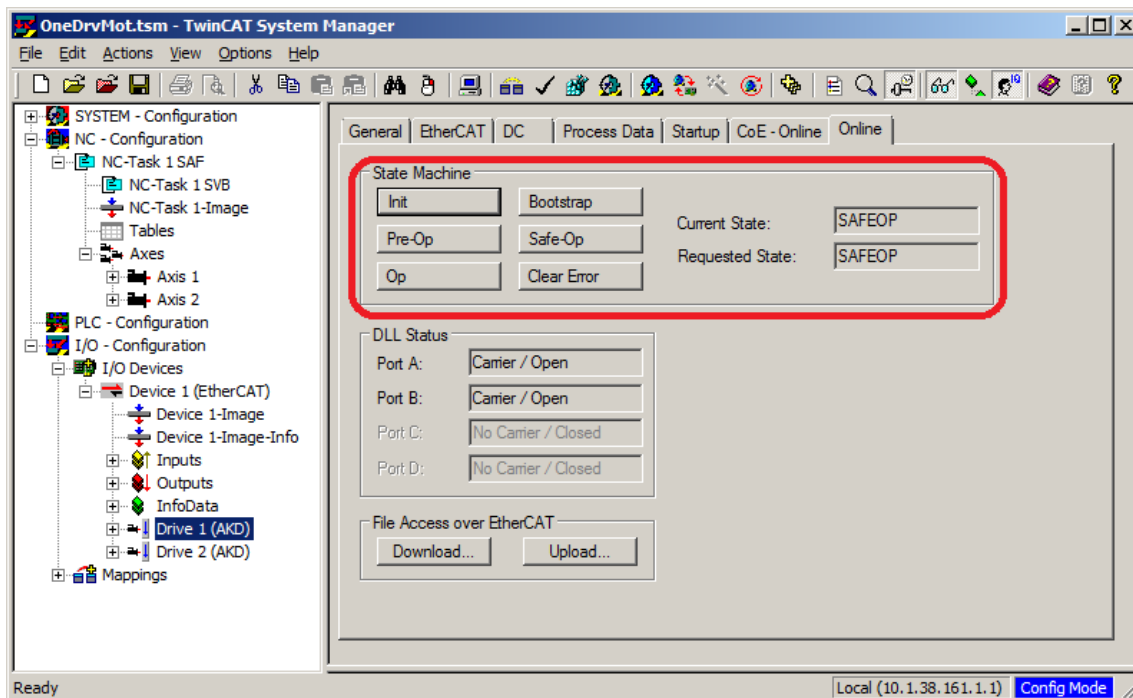 OneDrvMot.tsm - TwinCAT System Manager
File Edit Actions View Options Help
SYSTEM - Configuration
NC - Configuration
NC-Task 1 SAF
NC-Task 1 SVB
NC-Task 1-Image
Tables
Axes
Axis 1
Axis 2
PLC - Configuration
I/O - Configuration
I/O Devices
Device 1 (EtherCAT)
Device 1-Image
Device 1-Image-Info
Inputs
Outputs
InfoData
Drive 1 (AKD)
Drive 2 (AKD)
Mappings
General EtherCAT DC Process Data Startup CoE - Online Online
State Machine
Init Bootstrap
Pre-Op Safe-Op
Op Clear Error
Current State: SAFEOP
Requested State: SAFEOP
DLL Status
Port A: Carrier / Open
Port B: Carrier / Open
Port C: No Carrier / Closed
Port D: No Carrier / Closed
File Access over EtherCAT
Download... Upload...
Ready Local (10.1.38.161.1.1) Config Mode